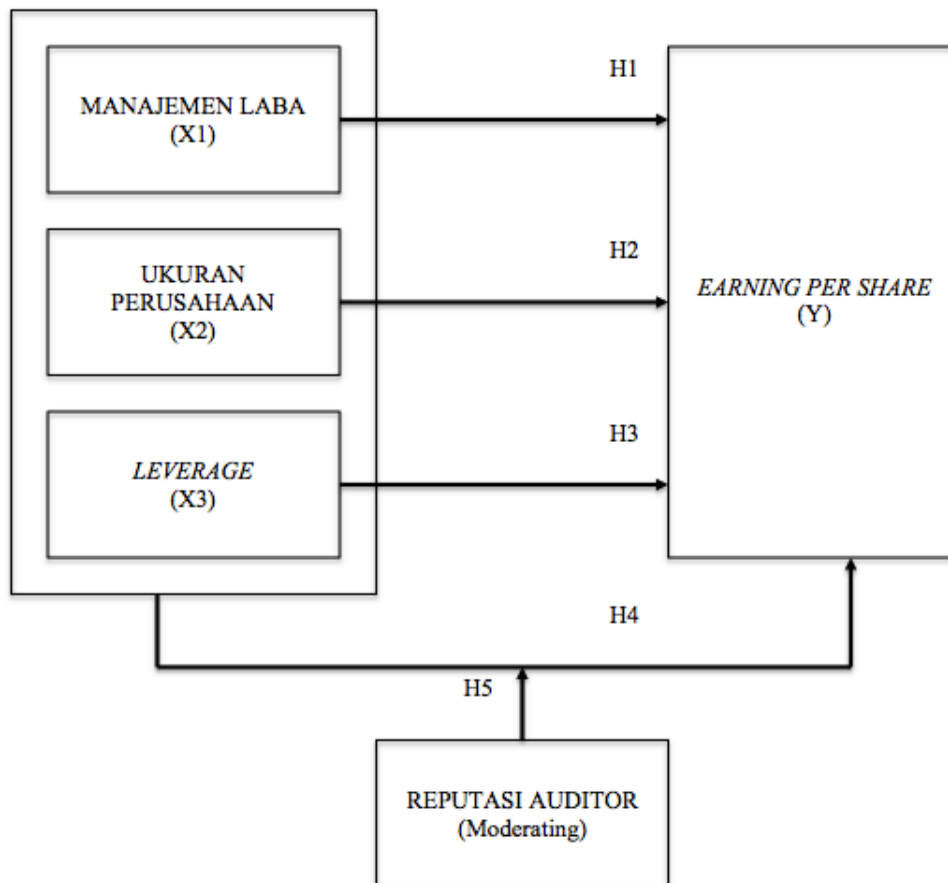 MANAJEMEN LABA
(X1)
H1
UKURAN
PERUSAHAAN
(X2)
H2
LEVERAGE
(X3)
H3
EARNING PER SHARE
(Y)
H4
H5
REPUTASI AUDITOR
(Moderating)